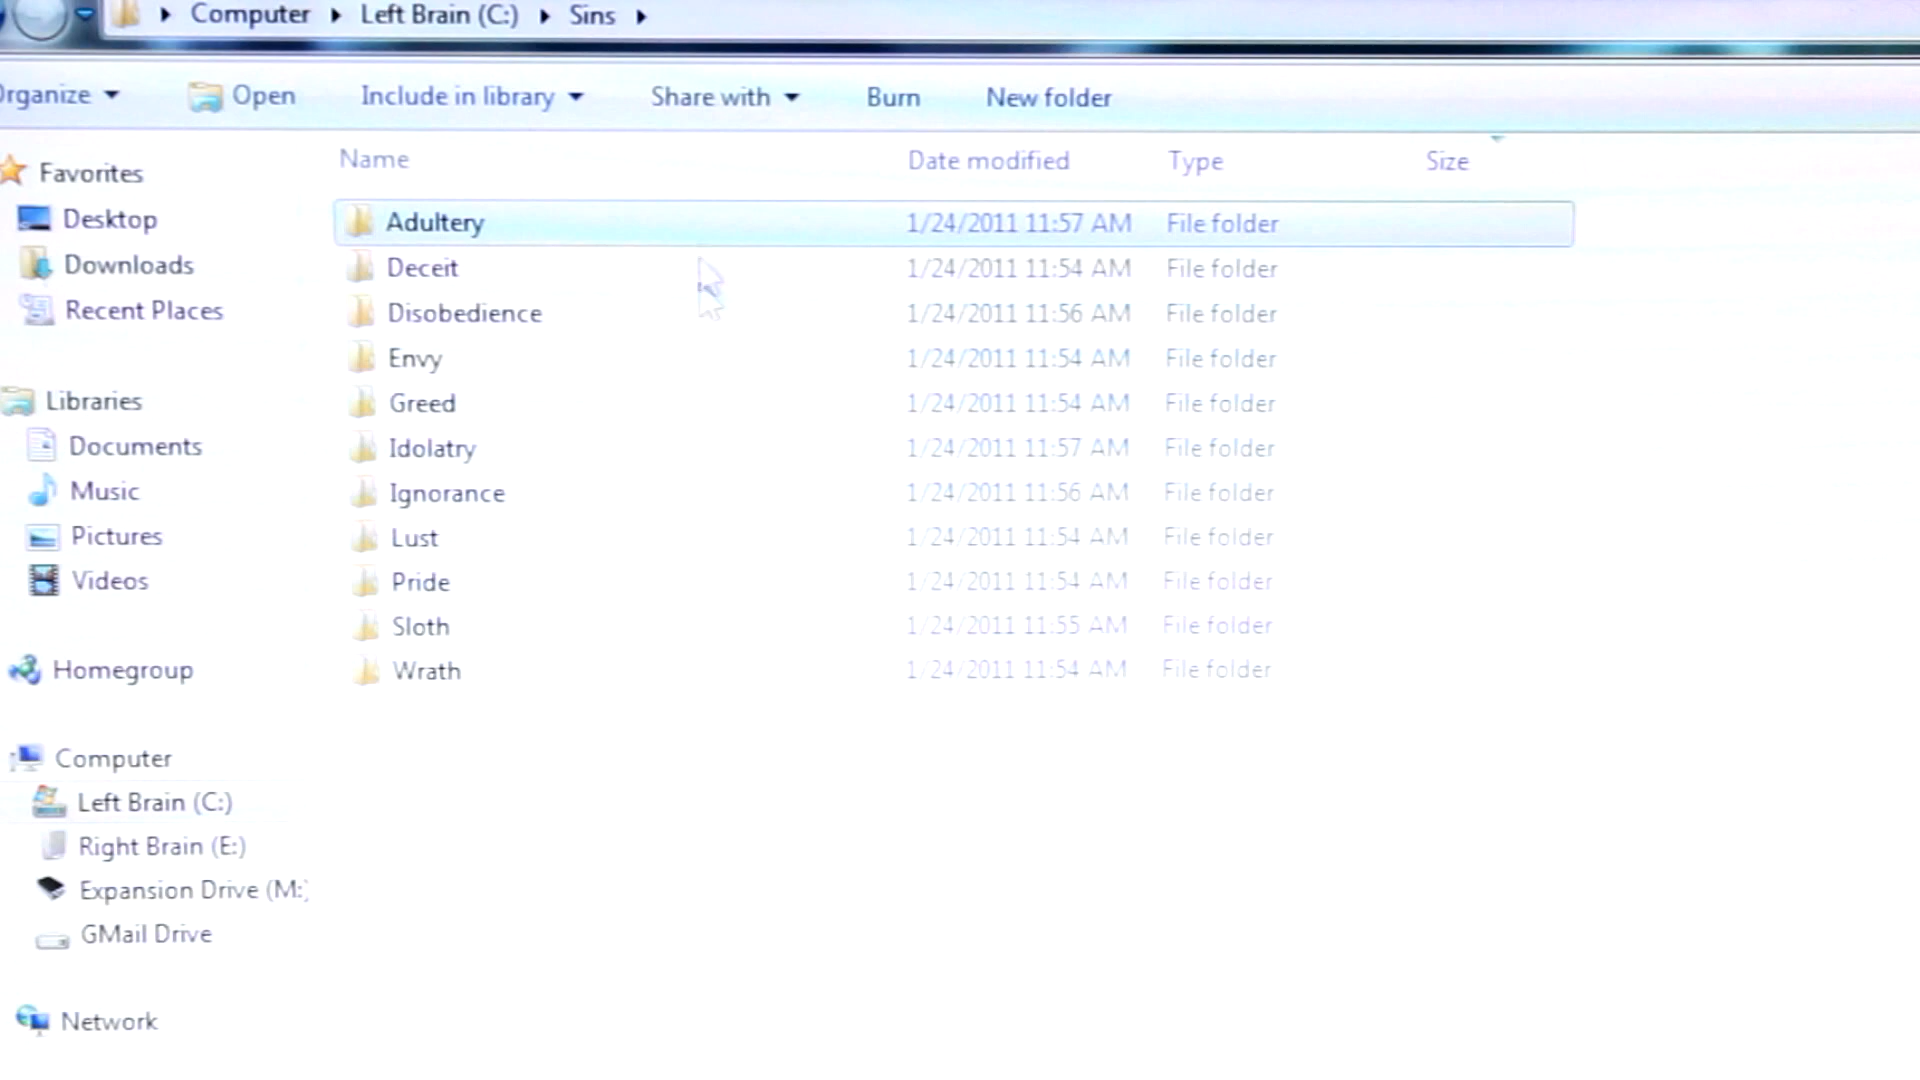 Computer Left Brain (C:) Sins
Organize Open Include in library Share with Burn New folder
Name Date modified Type Size
Favorites
Desktop
Downloads
Recent Places
Libraries
Documents
Music
Pictures
Videos
Homegroup
Computer
Left Brain (C:)
Right Brain (E:)
Expansion Drive (M:)
GMail Drive
Network
Adultery 1/24/2011 11:57 AM File folder
Deceit 1/24/2011 11:54 AM File folder
Disobedience 1/24/2011 11:56 AM File folder
Envy 1/24/2011 11:54 AM File folder
Greed 1/24/2011 11:54 AM File folder
Idolatry 1/24/2011 11:57 AM File folder
Ignorance 1/24/2011 11:56 AM File folder
Lust 1/24/2011 11:54 AM File folder
Pride 1/24/2011 11:54 AM File folder
Sloth 1/24/2011 11:55 AM File folder
Wrath 1/24/2011 11:54 AM File folder